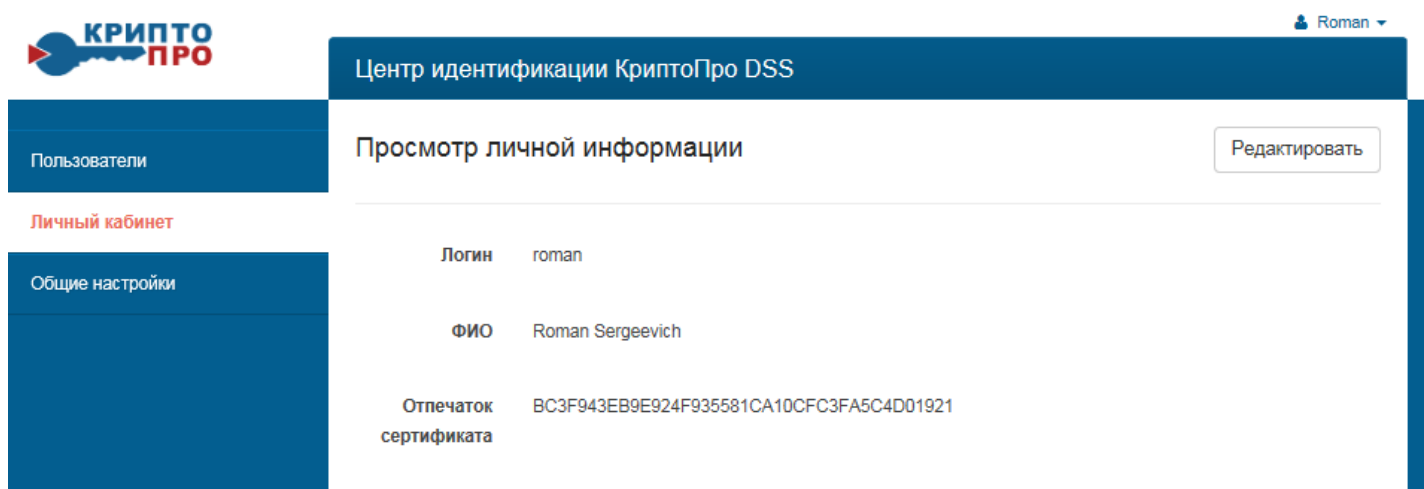 КРИПТО
ПРО
Roman
Центр идентификации КриптоПро DSS
Пользователи
Личный кабинет
Общие настройки
Просмотр личной информации
Редактировать
Логин roman
ФИО Roman Sergeevich
Отпечаток BC3F943EB9E924F935581CA10CFC3FA5C4D01921
сертификата